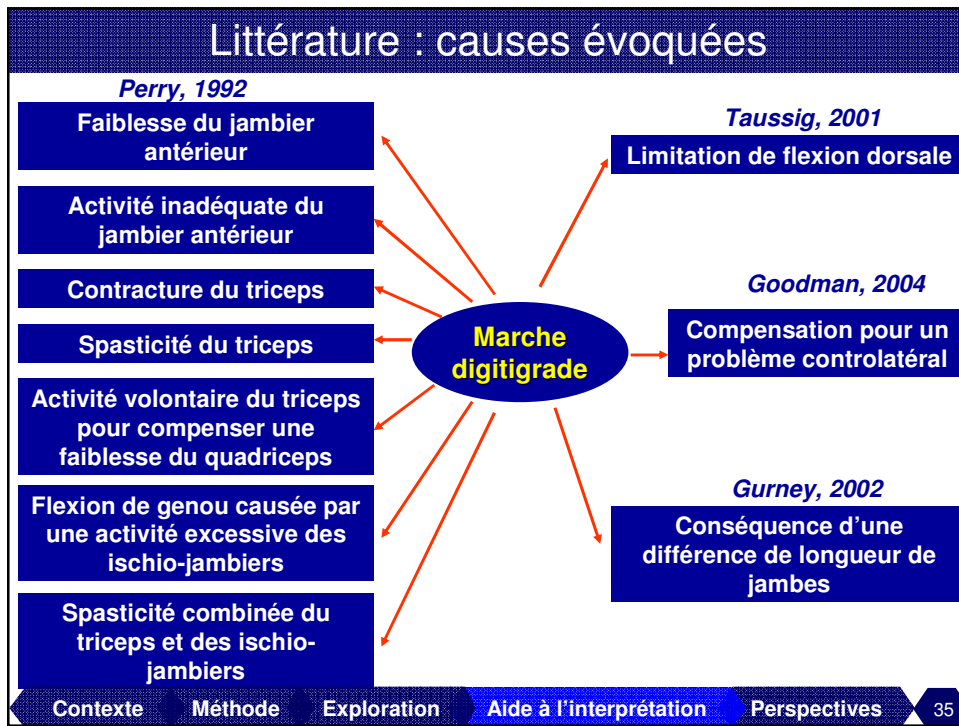 Littérature : causes évoquées
Perry, 1992
Faiblesse du jambier
antérieur
Activité inadéquate du
jambier antérieur
Contracture du triceps
Spasticité du triceps
Activité volontaire du triceps
pour compenser une
faiblesse du quadriceps
Flexion de genou causée par
une activité excessive des
ischio-jambiers
Spasticité combinée du
triceps et des ischio-
jambiers
Marche
digitigrade
Taussig, 2001
Limitation de flexion dorsale
Goodman, 2004
Compensation pour un
problème controlatéral
Gurney, 2002
Conséquence d'une
différence de longueur de
jambes
Contexte Méthode Exploration Aide à l'interprétation Perspectives 35